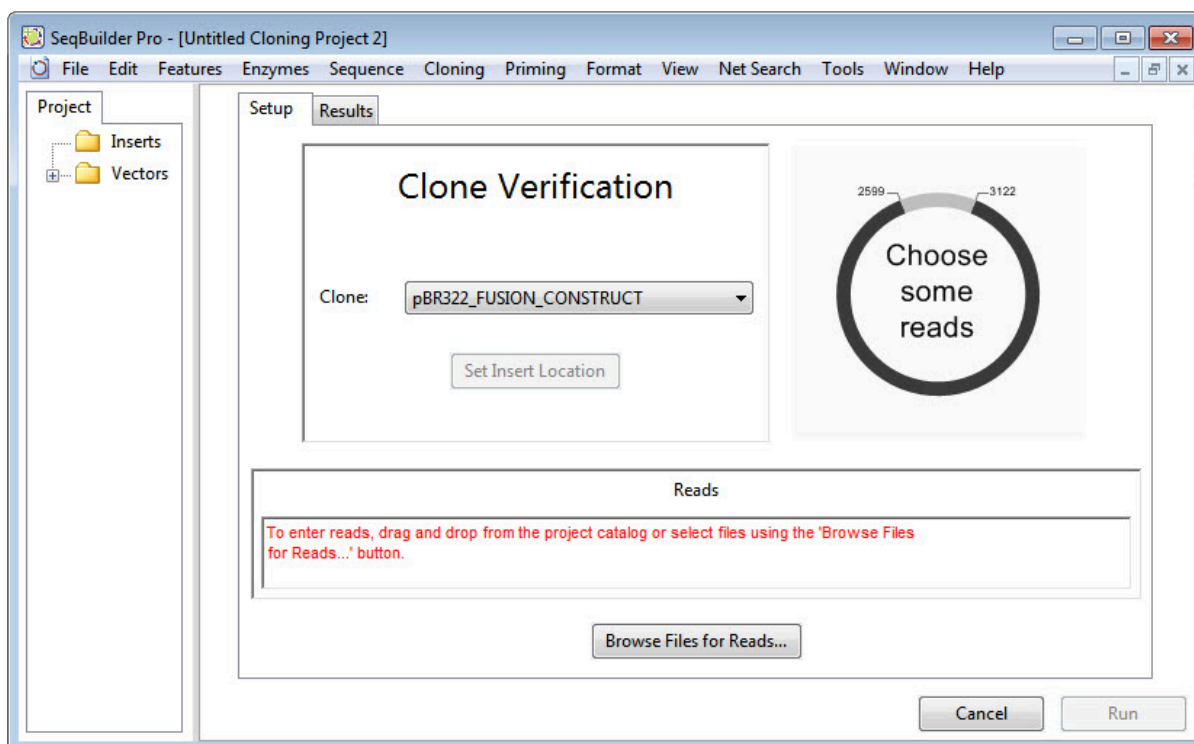 SeqBuilder Pro - [Untitled Cloning Project 2]
File Edit Features Enzymes Sequence Cloning Priming Format View Net Search Tools Window Help
Project
Inserts
Vectors
Setup Results
Clone Verification
Clone: pBR322_FUSION_CONSTRUCT
Set Insert Location
2599 3122
Choose
some
reads
Reads
To enter reads, drag and drop from the project catalog or select files using the 'Browse Files
for Reads...' button.
Browse Files for Reads...
Cancel Run